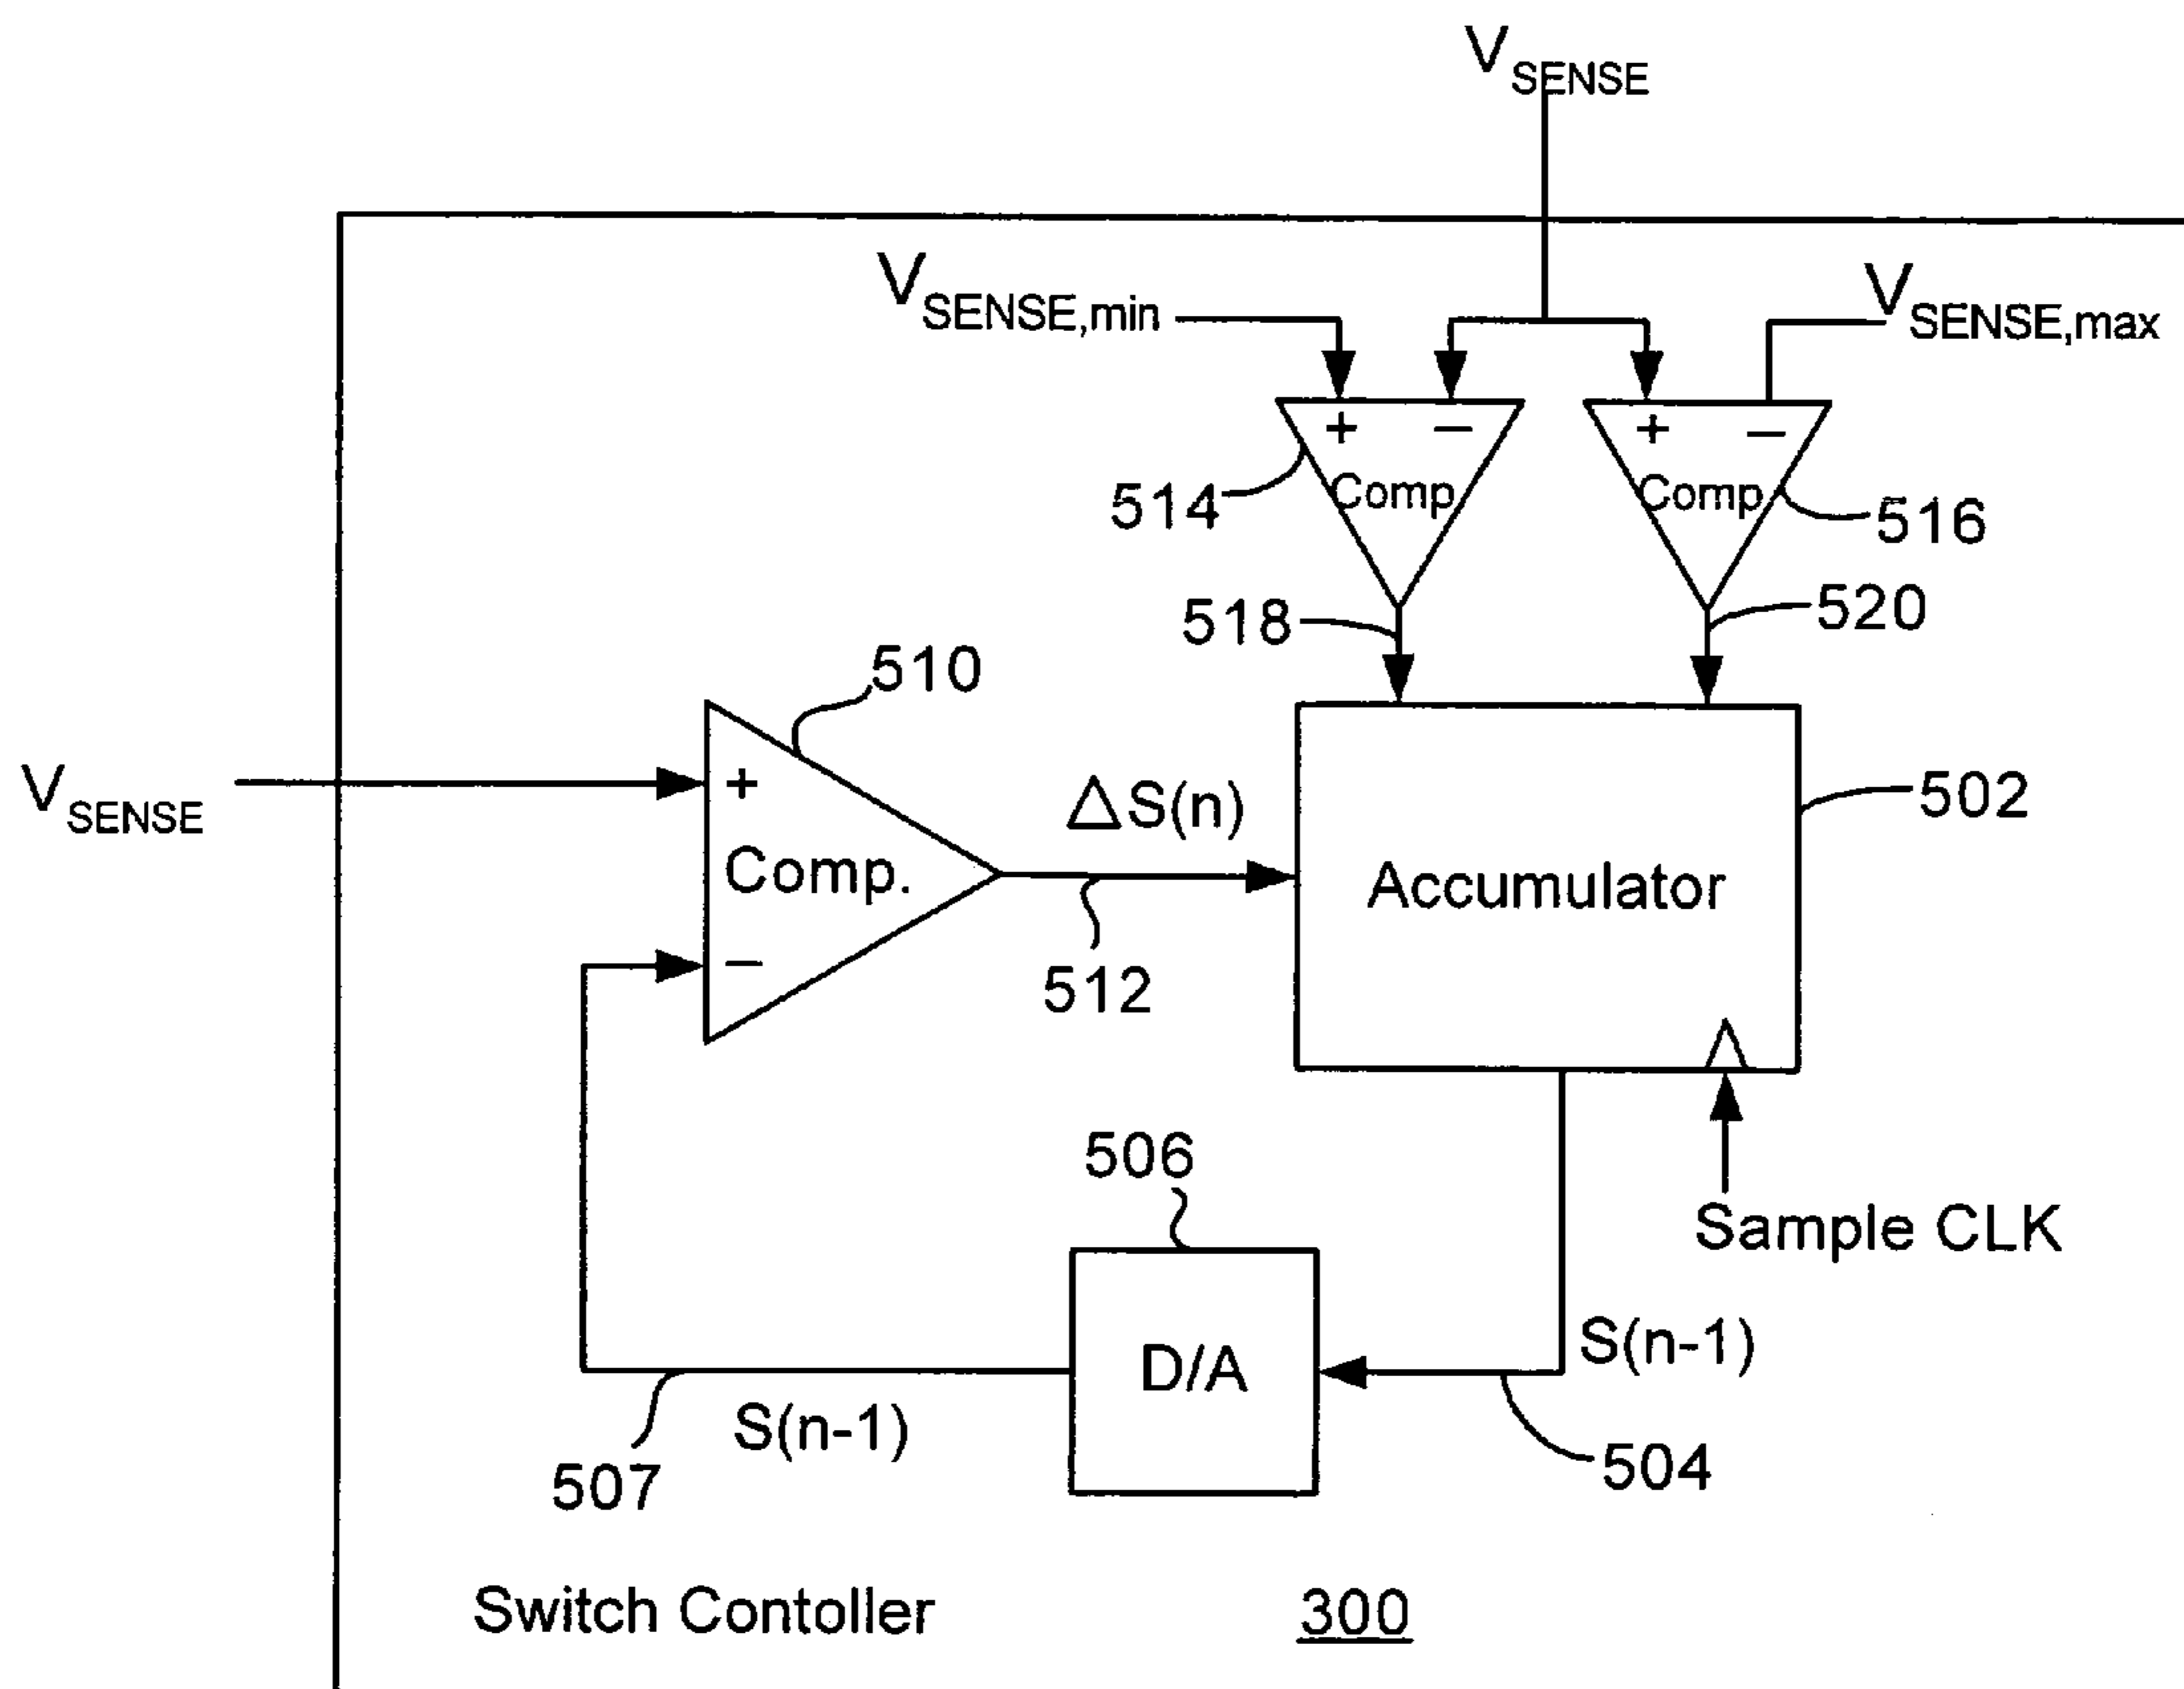 VSENSE
VSENSE,min
VSENSE,max
+
−
+
−
514
Comp
Comp
516
518
520
510
VSENSE
+
△S(n)
502
Comp.
Accumulator
−
512
506
Sample CLK
D/A
S(n-1)
S(n-1)
504
507
Switch Contoller
300